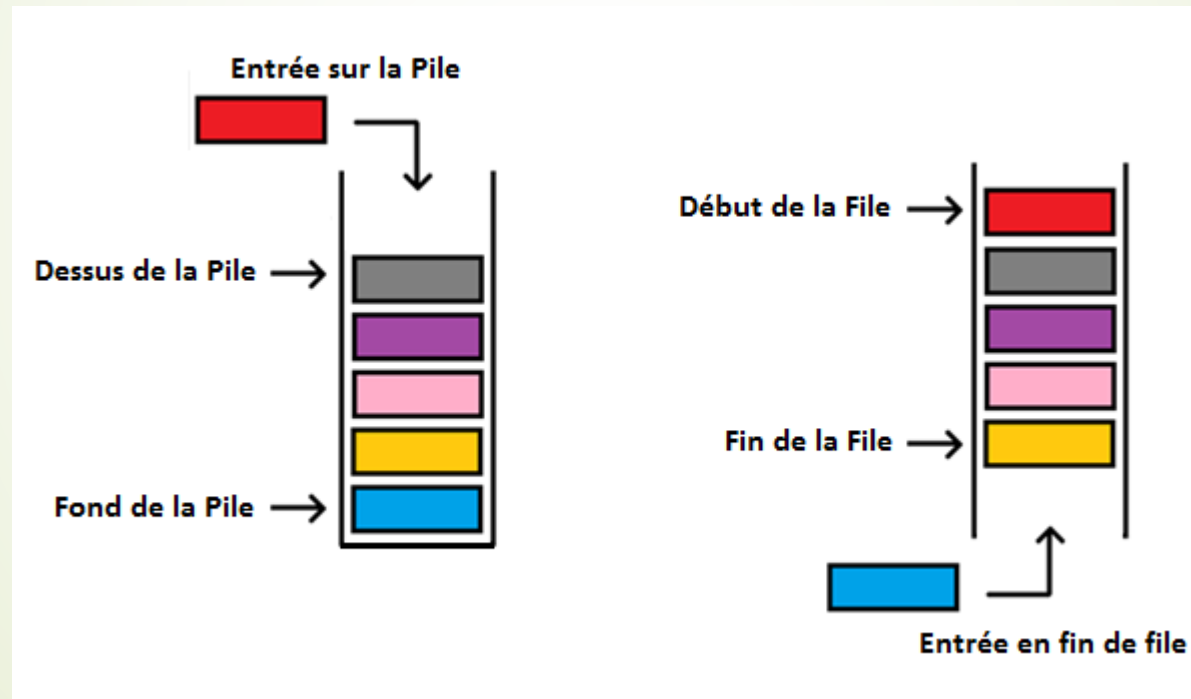 Entrée sur la Pile
Dessus de la Pile
Fond de la Pile
Début de la File
Fin de la File
Entrée en fin de file